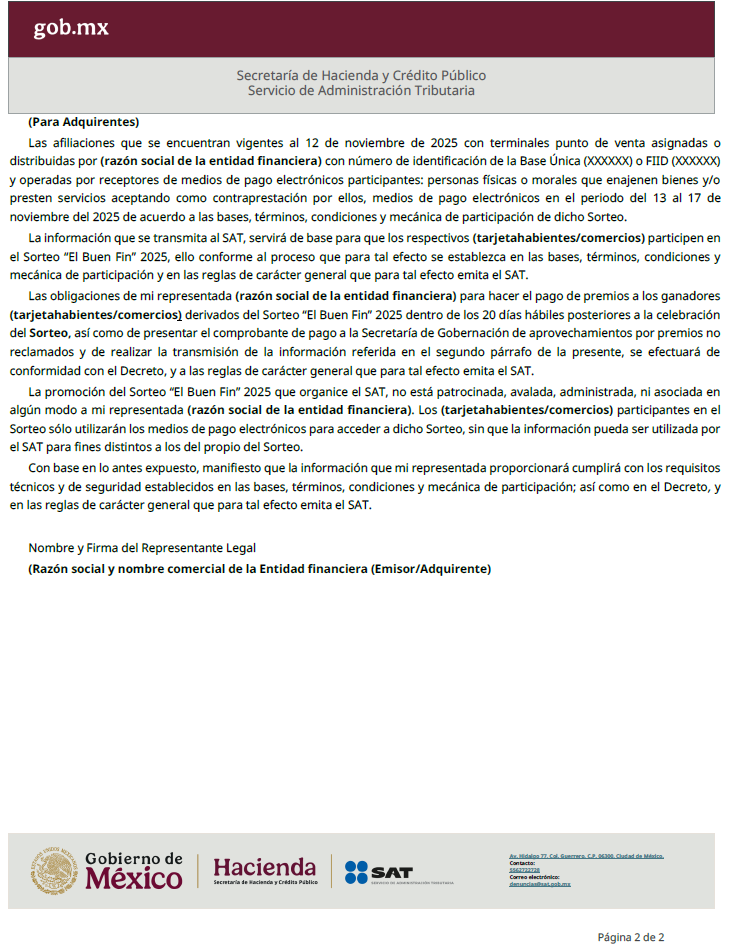 gob.mx
Secretaría de Hacienda y Crédito Público
Servicio de Administración Tributaria
(Para Adquirentes)
Las afiliaciones que se encuentran vigentes al 12 de noviembre de 2025 con terminales punto de venta asignadas o
distribuidas por (razón social de la entidad financiera) con número de identificación de la Base Única (XXXXXX) o FIID (XXXXXX)
y operadas por receptores de medios de pago electrónicos participantes: personas físicas o morales que enajenen bienes y/o
presten servicios aceptando como contraprestación por ellos, medios de pago electrónicos en el periodo del 13 al 17 de
noviembre del 2025 de acuerdo a las bases, términos, condiciones y mecánica de participación de dicho Sorteo.
La información que se transmita al SAT, servirá de base para que los respectivos (tarjetahabientes/comercios) participen en
el Sorteo “El Buen Fin” 2025, ello conforme al proceso que para tal efecto se establezca en las bases, términos, condiciones y
mecánica de participación y en las reglas de carácter general que para tal efecto emita el SAT.
Las obligaciones de mi representada (razón social de la entidad financiera) para hacer el pago de premios a los ganadores
(tarjetahabientes/comercios) derivados del Sorteo “El Buen Fin” 2025 dentro de los 20 días hábiles posteriores a la celebración
del Sorteo, así como de presentar el comprobante de pago a la Secretaría de Gobernación de aprovechamientos por premios no
reclamados y de realizar la transmisión de la información referida en el segundo párrafo de la presente, se efectuará de
conformidad con el Decreto, y a las reglas de carácter general que para tal efecto emita el SAT.
La promoción del Sorteo “El Buen Fin” 2025 que organice el SAT, no está patrocinada, avalada, administrada, ni asociada en
algún modo a mi representada (razón social de la entidad financiera). Los (tarjetahabientes/comercios) participantes en el
Sorteo sólo utilizarán los medios de pago electrónicos para acceder a dicho Sorteo, sin que la información pueda ser utilizada por
el SAT para fines distintos a los del propio del Sorteo.
Con base en lo antes expuesto, manifiesto que la información que mi representada proporcionará cumplirá con los requisitos
técnicos y de seguridad establecidos en las bases, términos, condiciones y mecánica de participación; así como en el Decreto, y
en las reglas de carácter general que para tal efecto emita el SAT.
Nombre y Firma del Representante Legal
(Razón social y nombre comercial de la Entidad financiera (Emisor/Adquirente)
Gobierno de
México
Hacienda
Secretaría de Hacienda y Crédito Público
SAT
SERVICIO DE ADMINISTRACIÓN TRIBUTARIA
Av. Hidalgo 77, Col. Guerrero, C.P. 06300, Ciudad de México.
Contacto:
5562722728
Correo electrónico:
denuncias@sat.gob.mx
Página 2 de 2